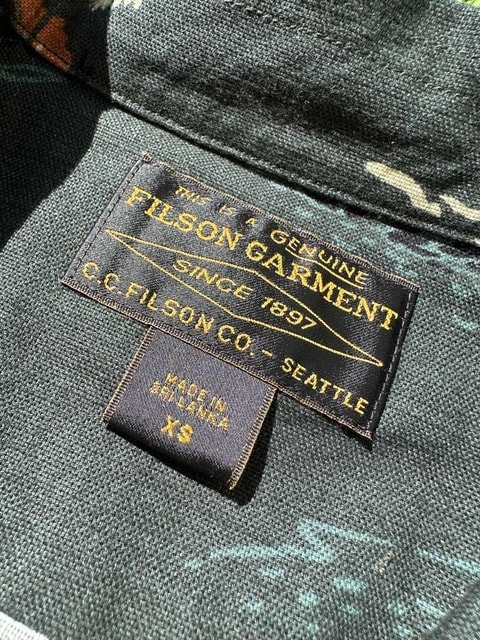 THIS IS A GENUINE
FILSON GARMENT
SINCE 1897
C.C. FILSON CO. - SEATTLE
MADE IN
SRI LANKA
XS